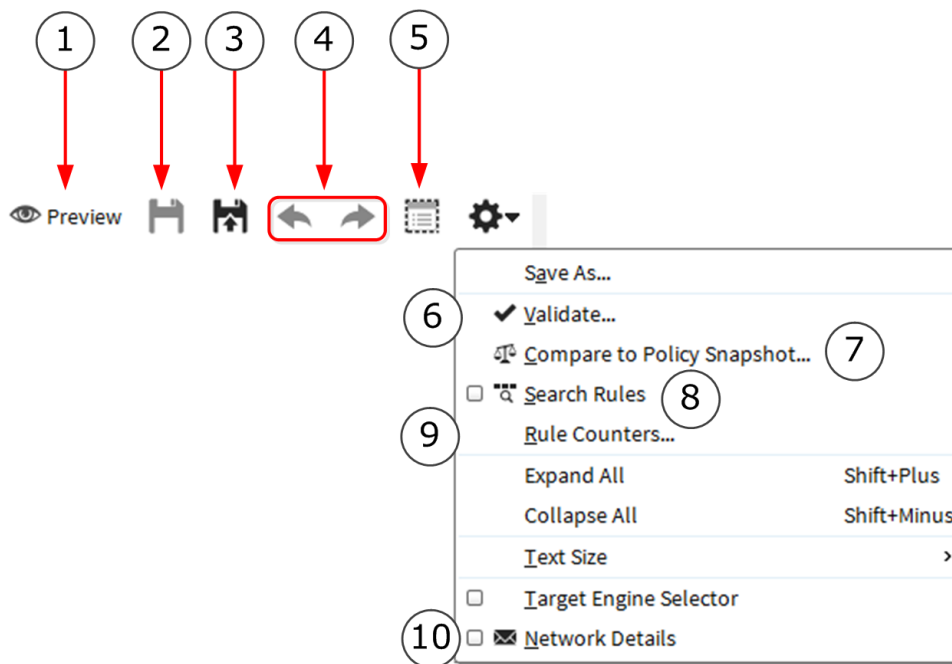 1 2 3 4 5
Preview
Save As...
6 Validate...
Compare to Policy Snapshot... 7
Search Rules 8
9 Rule Counters...
Expand All Shift+Plus
Collapse All Shift+Minus
Text Size
Target Engine Selector
10 Network Details